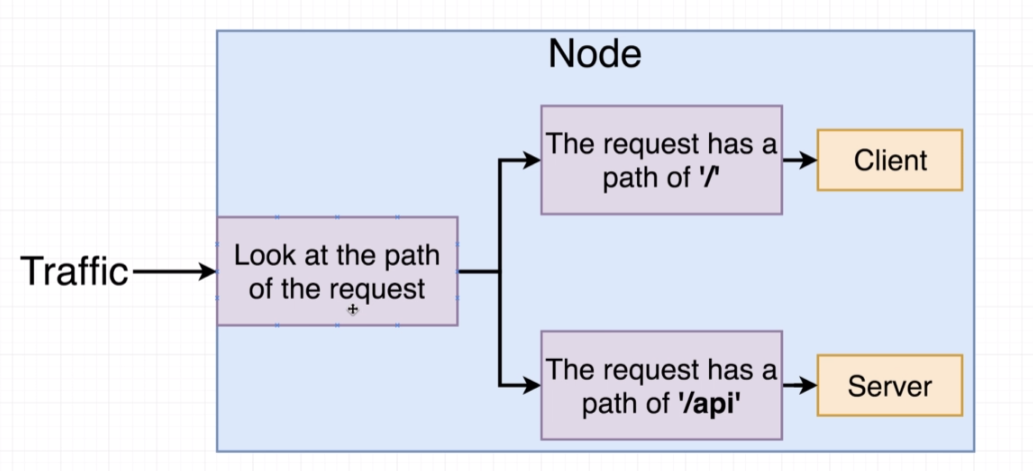 Node
Traffic
Look at the path
of the request
The request has a
path of '/'
Client
The request has a
path of '/api'
Server